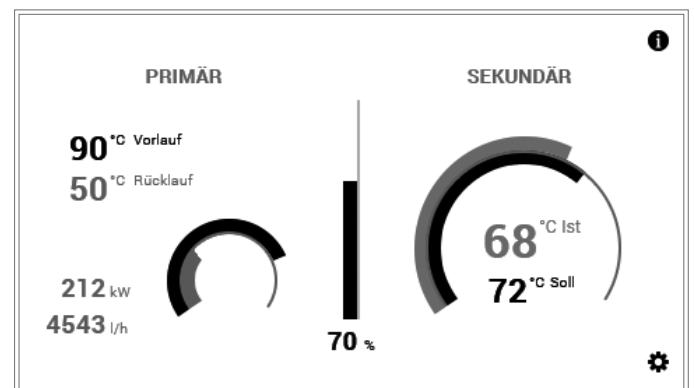 PRIMÄR
90 °C Vorlauf
50 °C Rücklauf
212 kW
4543 l/h
70 %
SEKUNDÄR
68 °C Ist
72 °C Soll